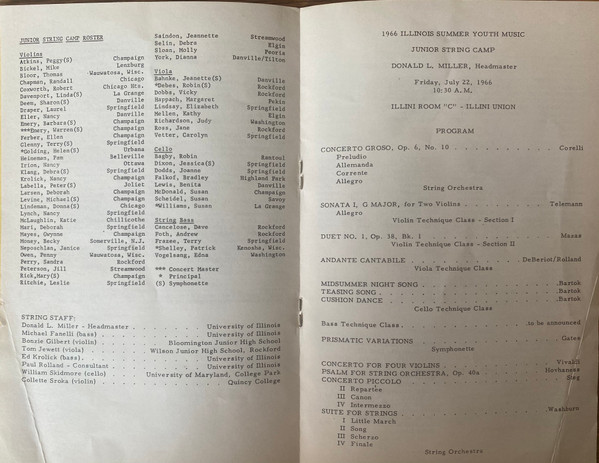 JUNIOR STRING CAMP ROSTER
Violins
Atkins, Peggy(S) Champaign
Bickel, Mike Lenzburg
Bloor, Thomas Wauwatosa, Wisc.
Chapman, Randall Chicago
Coxworth, Robert Chicago Hts.
Davenport, Linda(S) La Grange
Deem, Sharon(S) Danville
Draper, Laurel Springfield
Eller, Nancy Danville
Emery, Barbara(S) Champaign
***Emery, Warren(S) Champaign
Ferber, Ellen Champaign
Glenny, Terry(S) Springfield
*Golding, Helen(S) Urbana
Heineman, Pam Belleville
Irion, Nancy Ottawa
Klang, Debra(S) Springfield
Krolick, Nancy Champaign
Labella, Peter(S) Joliet
Larsen, Deborah Champaign
Levine, Michael(S) Champaign
Lindeman, Donna(S) Chicago
Lynch, Nancy Springfield
McLaughlin, Katie Chillicothe
Mari, Deborah Springfield
Mayes, Gwynne Champaign
Money, Becky Somerville, N.J.
Neposchlan, Janice Springfield
Owen, Penny Wauwatosa, Wisc.
Perry, Sandra Rockford
Peterson, Jill Streamwood
Rick, Mary(S) Champaign
Ritchie, Leslie Springfield
Saindon, Jeannette Streamwood
Selin, Debra Elgin
Sloan, Molly Peoria
York, Dianna Danville/Tilton
Viola
Bahnke, Jeanette(S) Danville
*Debes, Robin(S) Rockford
Dobbs, Vicky Rockford
Happach, Margaret Pekin
Lindsay, Elizabeth Springfield
Mellen, Kathy Elgin
Richardson, Judy Washington
Ross, Jane Rockford
Vetter, Carolyn Springfield
Cello
Bagby, Robin Rantoul
Dixon, Jessica(S) Springfield
Dodds, Joanne Springfield
Falkof, Bradley Highland Park
Lewis, Benita Danville
McDonald, Susan Champaign
Scheidel, Susan Savoy
*Williams, Susan La Grange
String Bass
Cancelose, Dave Rockford
Foth, Andrew Rockford
Frazee, Terry Springfield
*Shelley, Patrick Kenosha, Wisc.
Vogelsang, Edna Washington
*** Concert Master
* Principal
(S) Symphonette
STRING STAFF:
Donald L. Miller - Headmaster . . . . . University of Illinois
Michael Fanelli (bass) . . . . . University of Illinois
Bonzie Gilbert (violin) . . . . . Bloomington Junior High School
Tom Jewett (viola) . . . . . Wilson Junior High School, Rockford
Ed Krolick (bass) . . . . . University of Illinois
Paul Rolland - Consultant . . . . . University of Illinois
William Skidmore (cello) . . . . . University of Maryland, College Park
Collette Sroka (violin) . . . . . Quincy College
1966 ILLINOIS SUMMER YOUTH MUSIC
JUNIOR STRING CAMP
DONALD L. MILLER, Headmaster
Friday, July 22, 1966
10:30 A.M.
ILLINI ROOM "C" - ILLINI UNION
PROGRAM
CONCERTO GROSO, Op. 6, No. 10 . . . . . Corelli
Preludio
Allemanda
Corrente
Allegro
String Orchestra
SONATA I, G MAJOR, for Two Violins . . . . . Telemann
Allegro
Violin Technique Class - Section I
DUET NO. 1, Op. 38, Bk. 1 . . . . . Mazas
Violin Technique Class - Section II
ANDANTE CANTABILE . . . . . DeBeriot/Rolland
Viola Technique Class
MIDSUMMER NIGHT SONG . . . . . Bartok
TEASING SONG . . . . . Bartok
CUSHION DANCE . . . . . Bartok
Cello Technique Class
Bass Technique Class . . . . . to be announced
PRISMATIC VARIATIONS . . . . . Gates
Symphonette
CONCERTO FOR FOUR VIOLINS . . . . . Vivaldi
PSALM FOR STRING ORCHESTRA, Op. 40a . . . . . Hovhaness
CONCERTO PICCOLO
II Repartee
III Canon
IV Intermezzo
SUITE FOR STRINGS . . . . . Washburn
I Little March
II Song
III Scherzo
IV Finale
String Orchestra